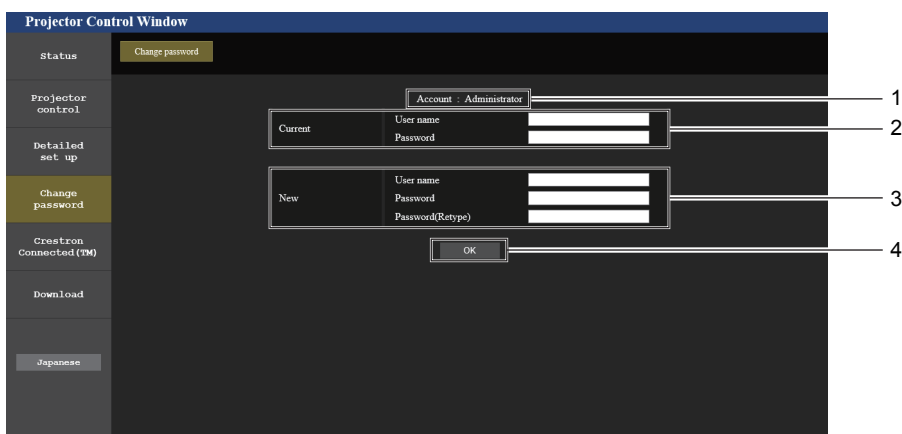 Projector Control Window
Status
Change password
Projector
control
Detailed
set up
Change
password
Crestron
Connected(TM)
Download
Japanese
Account : Administrator
1
Current
User name
Password
2
New
User name
Password
Password(Retype)
3
OK
4